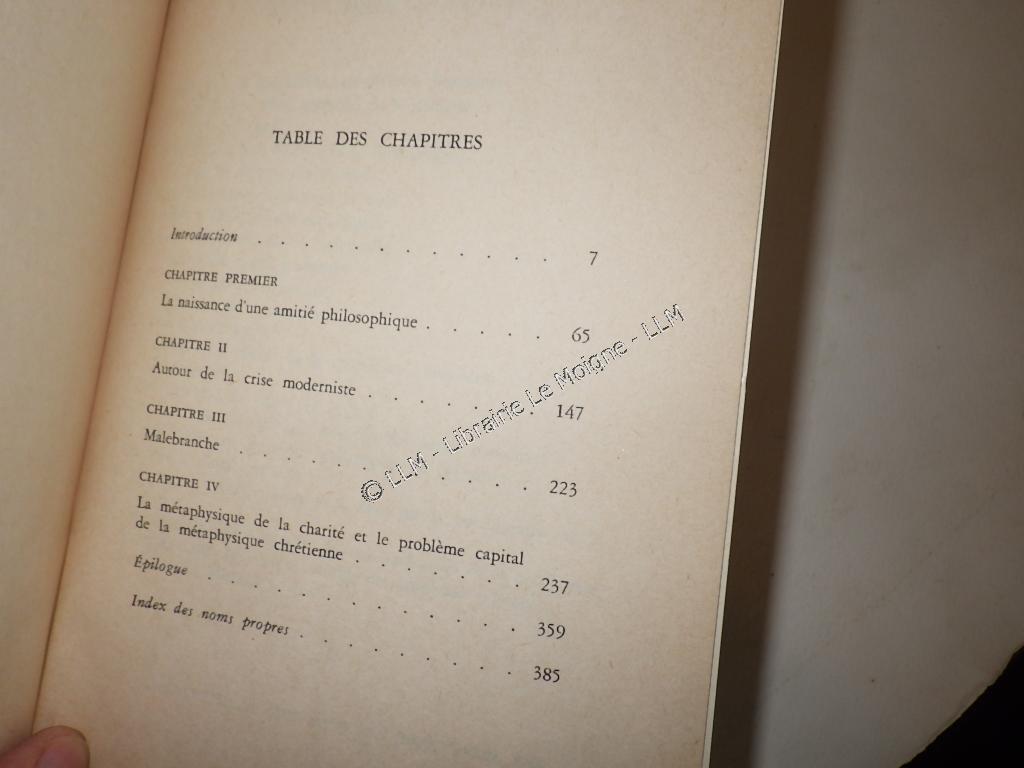 TABLE DES CHAPITRES
Introduction . . . . . . . . . . . . 7
CHAPITRE PREMIER
La naissance d'une amitié philosophique . . . . . 65
CHAPITRE II
Autour de la crise moderniste . . . . . . . 147
CHAPITRE III
Malebranche . . . . . . . . . . . . 223
CHAPITRE IV
La métaphysique de la charité et le problème capital
de la métaphysique chrétienne . . . . . . . 237
Épilogue . . . . . . . . . . . . 359
Index des noms propres . . . . . . . . 385
© LLM - Librairie Le Moigne - LLM